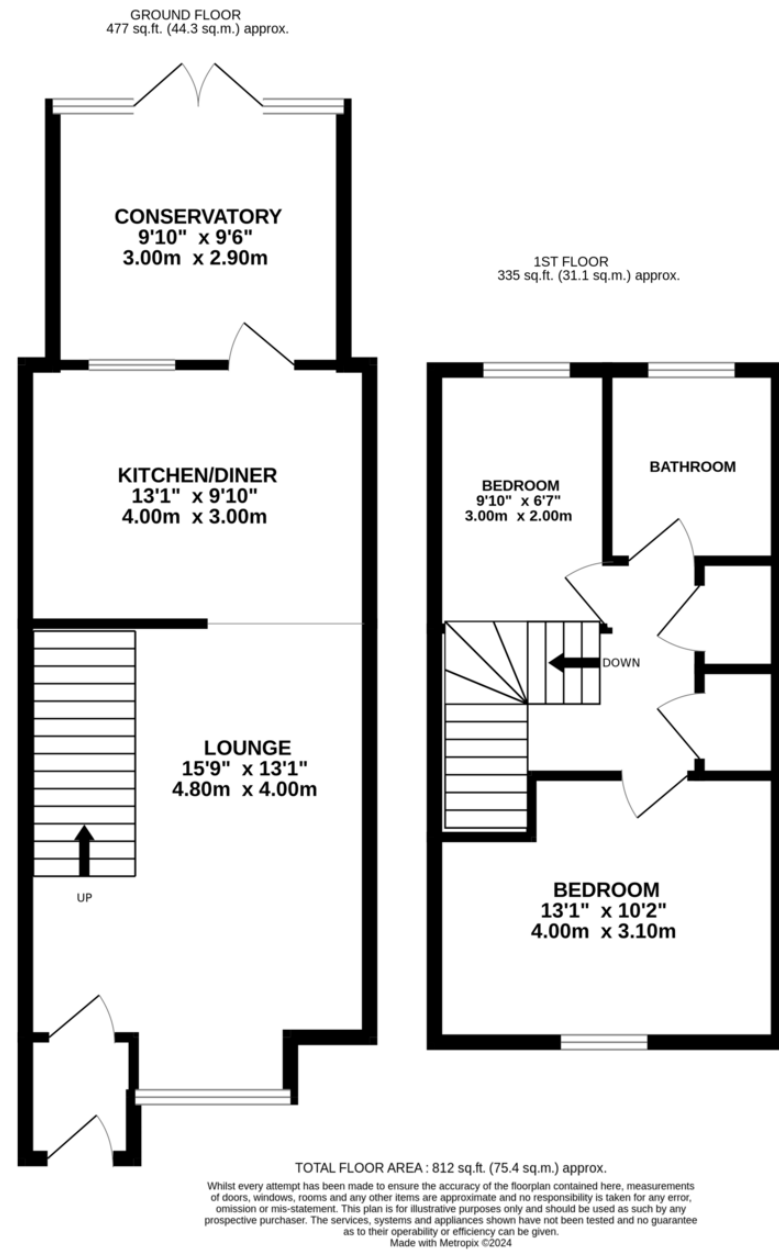 GROUND FLOOR
477 sq.ft. (44.3 sq.m.) approx.
CONSERVATORY
9'10" x 9'6"
3.00m x 2.90m
KITCHEN/DINER
13'1" x 9'10"
4.00m x 3.00m
LOUNGE
15'9" x 13'1"
4.80m x 4.00m
UP
1ST FLOOR
335 sq.ft. (31.1 sq.m.) approx.
BEDROOM
9'10" x 6'7"
3.00m x 2.00m
BATHROOM
DOWN
BEDROOM
13'1" x 10'2"
4.00m x 3.10m
TOTAL FLOOR AREA : 812 sq.ft. (75.4 sq.m.) approx.
Whilst every attempt has been made to ensure the accuracy of the floorplan contained here, measurements
of doors, windows, rooms and any other items are approximate and no responsibility is taken for any error,
omission or mis-statement. This plan is for illustrative purposes only and should be used as such by any
prospective purchaser. The services, systems and appliances shown have not been tested and no guarantee
as to their operability or efficiency can be given.
Made with Metropix ©2024